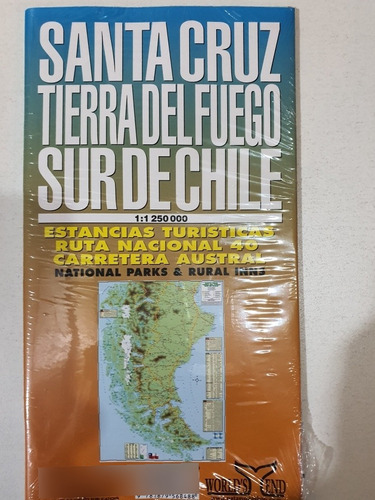 SANTA CRUZ
TIERRA DEL FUEGO
SUR DE CHILE
1:1 250 000
ESTANCIAS TURISTICAS
RUTA NACIONAL 40
CARRETERA AUSTRAL
NATIONAL PARKS & RURAL INNS
WORLD'S END